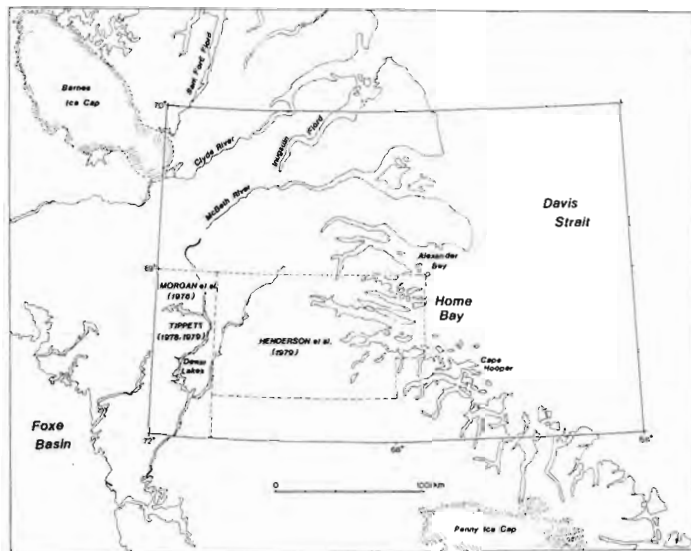 Barnes
Ice Cap
Sam Ford Fiord
70°
Clyde River
Inugsuin Fiord
McBeth River
Davis
Strait
Alexander
Bay
69°
MORGAN et al.
(1976)
Home
Bay
TIPPETT
(1978, 1979)
HENDERSON et al.
(1979)
Dewar
Lakes
Cape
Hooper
Foxe
Basin
72°
68°
0
100 km
Penny Ice Cap